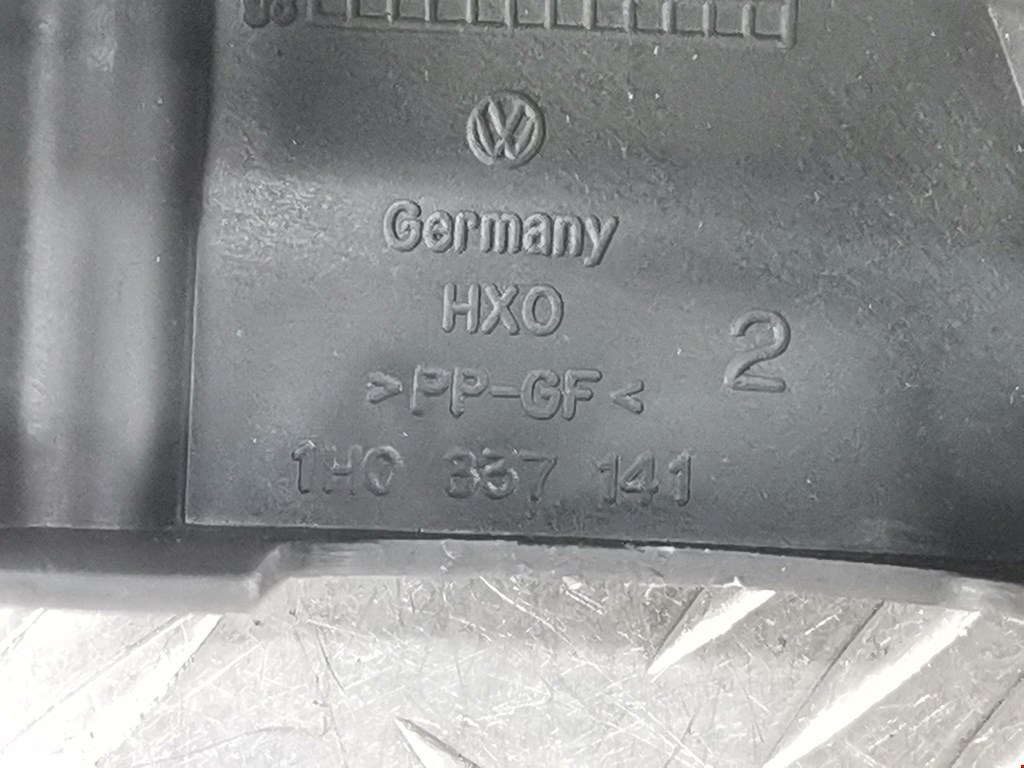 Germany
HXO
2
>PP-GF<
1H0 837 141